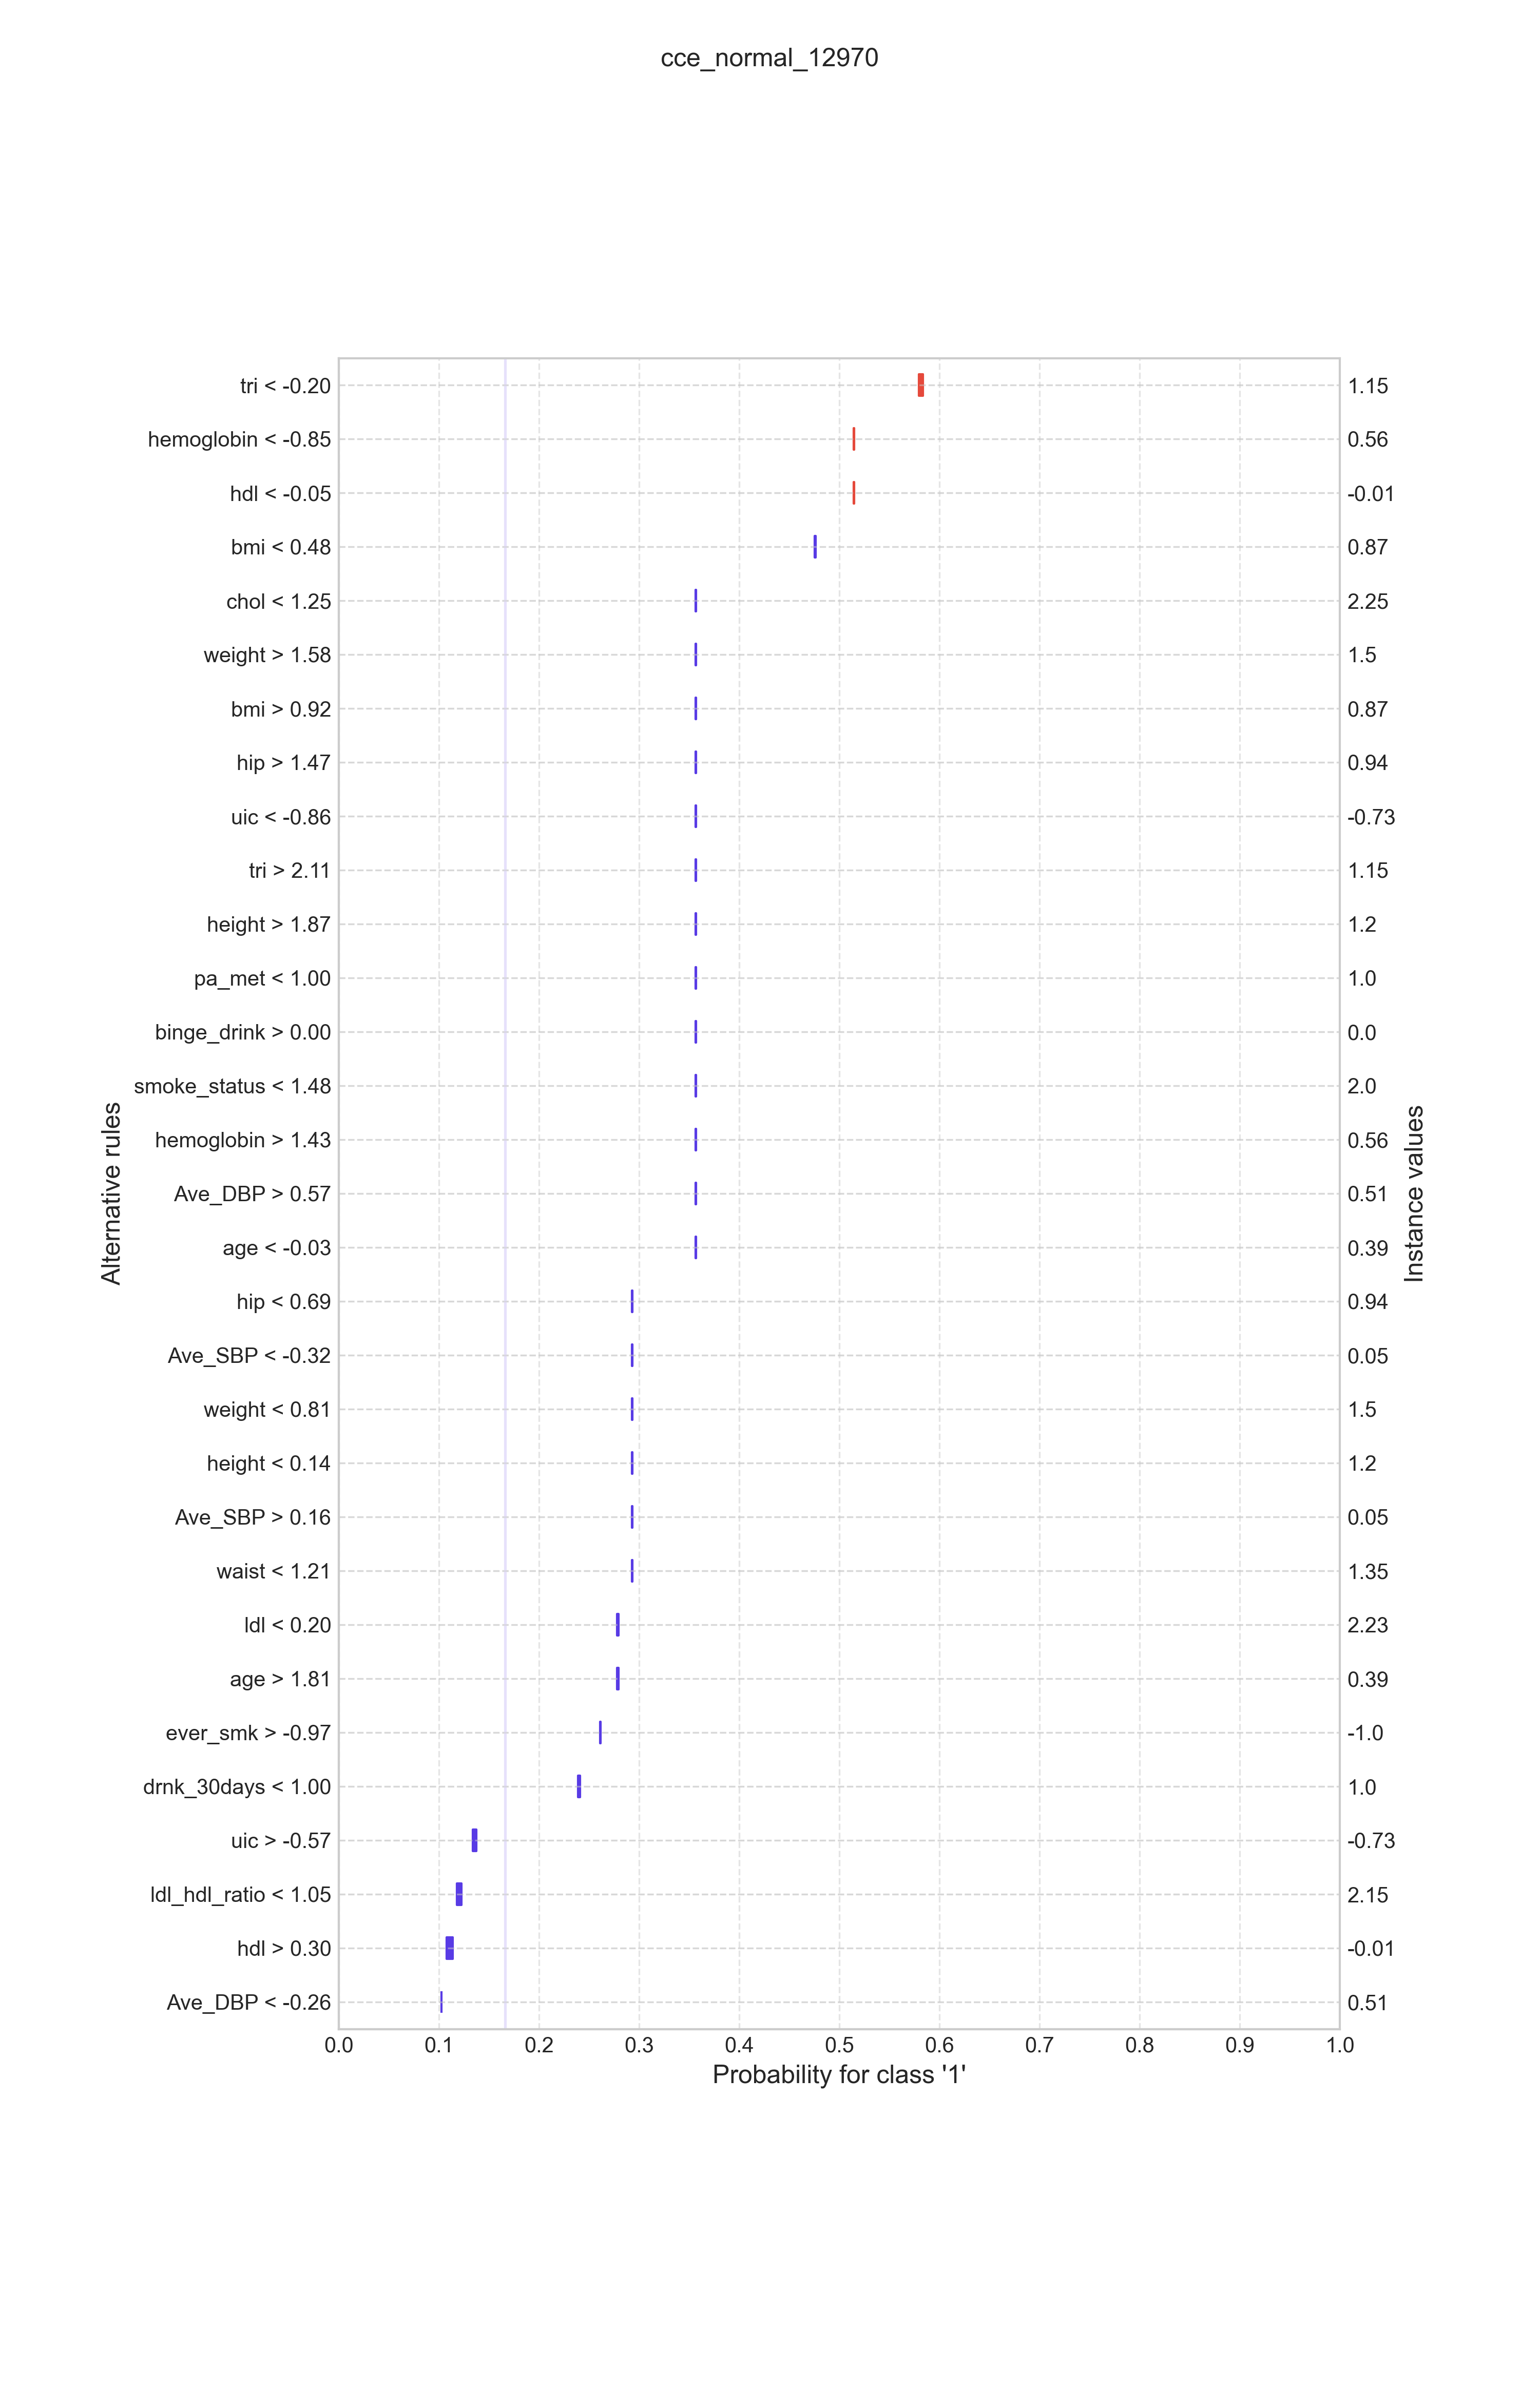 cce_normal_12970
tri < -0.20 1.15
hemoglobin < -0.85 0.56
hdl < -0.05 -0.01
bmi < 0.48 0.87
chol < 1.25 2.25
weight > 1.58 1.5
bmi > 0.92 0.87
hip > 1.47 0.94
uic < -0.86 -0.73
tri > 2.11 1.15
height > 1.87 1.2
pa_met < 1.00 1.0
binge_drink > 0.00 0.0
smoke_status < 1.48 2.0
hemoglobin > 1.43 0.56
Ave_DBP > 0.57 0.51
age < -0.03 0.39
hip < 0.69 0.94
Ave_SBP < -0.32 0.05
weight < 0.81 1.5
height < 0.14 1.2
Ave_SBP > 0.16 0.05
waist < 1.21 1.35
ldl < 0.20 2.23
age > 1.81 0.39
ever_smk > -0.97 -1.0
drnk_30days < 1.00 1.0
uic > -0.57 -0.73
ldl_hdl_ratio < 1.05 2.15
hdl > 0.30 -0.01
Ave_DBP < -0.26 0.51
Alternative rules
Instance values
0.0 0.1 0.2 0.3 0.4 0.5 0.6 0.7 0.8 0.9 1.0
Probability for class '1'